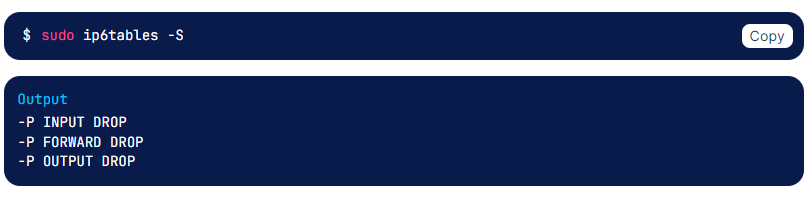 $ sudo ip6tables -S
Copy
Output
-P INPUT DROP
-P FORWARD DROP
-P OUTPUT DROP